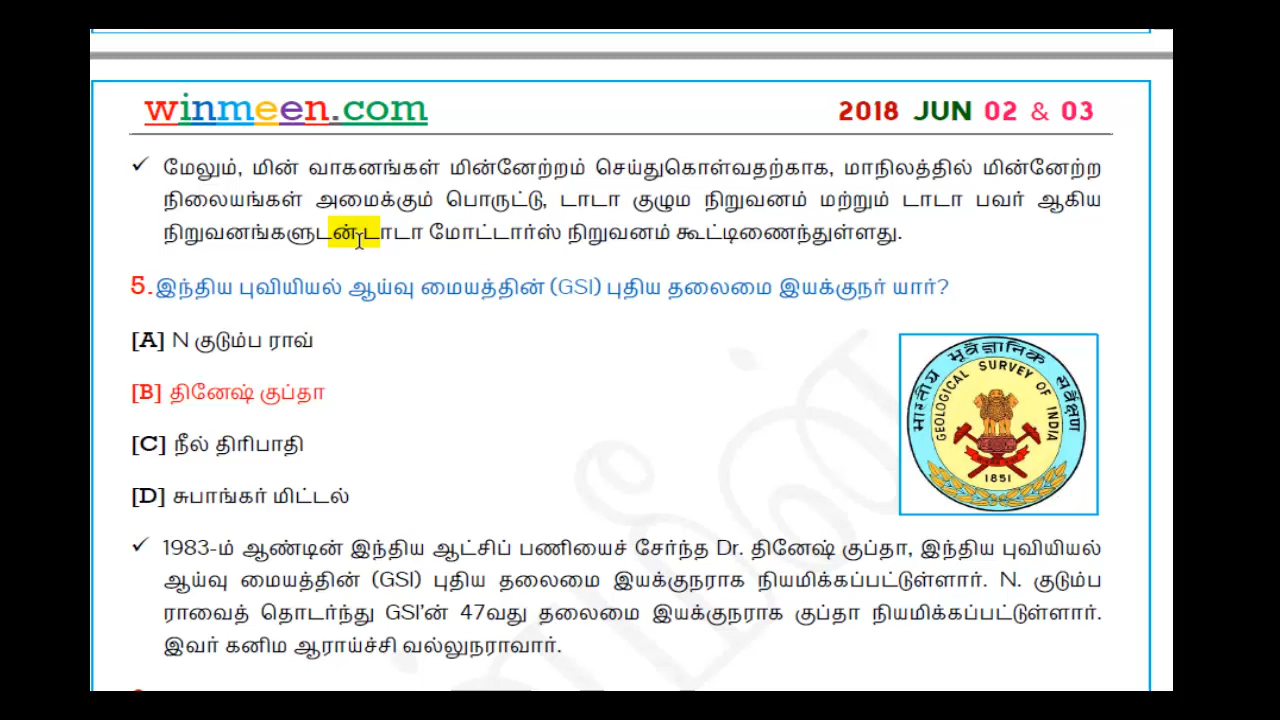 winmeen.com 2018 JUN 02 & 03
✓ மேலும், மின் வாகனங்கள் மின்னேற்றம் செய்துகொள்வதற்காக, மாநிலத்தில் மின்னேற்ற
நிலையங்கள் அமைக்கும் பொருட்டு, டாடா குழும நிறுவனம் மற்றும் டாடா பவர் ஆகிய
நிறுவனங்களுடன் டாடா மோட்டார்ஸ் நிறுவனம் கூட்டிணைந்துள்ளது.
5.இந்திய புவியியல் ஆய்வு மையத்தின் (GSI) புதிய தலைமை இயக்குநர் யார்?
[A] N குடும்ப ராவ்
[B] தினேஷ் குப்தா
[C] நீல் திரிபாதி
[D] சுபாங்கர் மிட்டல்
भारतीय भूवैज्ञानिक सर्वेक्षण
GEOLOGICAL SURVEY OF INDIA
1851
✓ 1983-ம் ஆண்டின் இந்திய ஆட்சிப் பணியைச் சேர்ந்த Dr. தினேஷ் குப்தா, இந்திய புவியியல்
ஆய்வு மையத்தின் (GSI) புதிய தலைமை இயக்குநராக நியமிக்கப்பட்டுள்ளார். N. குடும்ப
ராவைத் தொடர்ந்து GSI'ன் 47வது தலைமை இயக்குநராக குப்தா நியமிக்கப்பட்டுள்ளார்.
இவர் கனிம ஆராய்ச்சி வல்லுநராவார்.